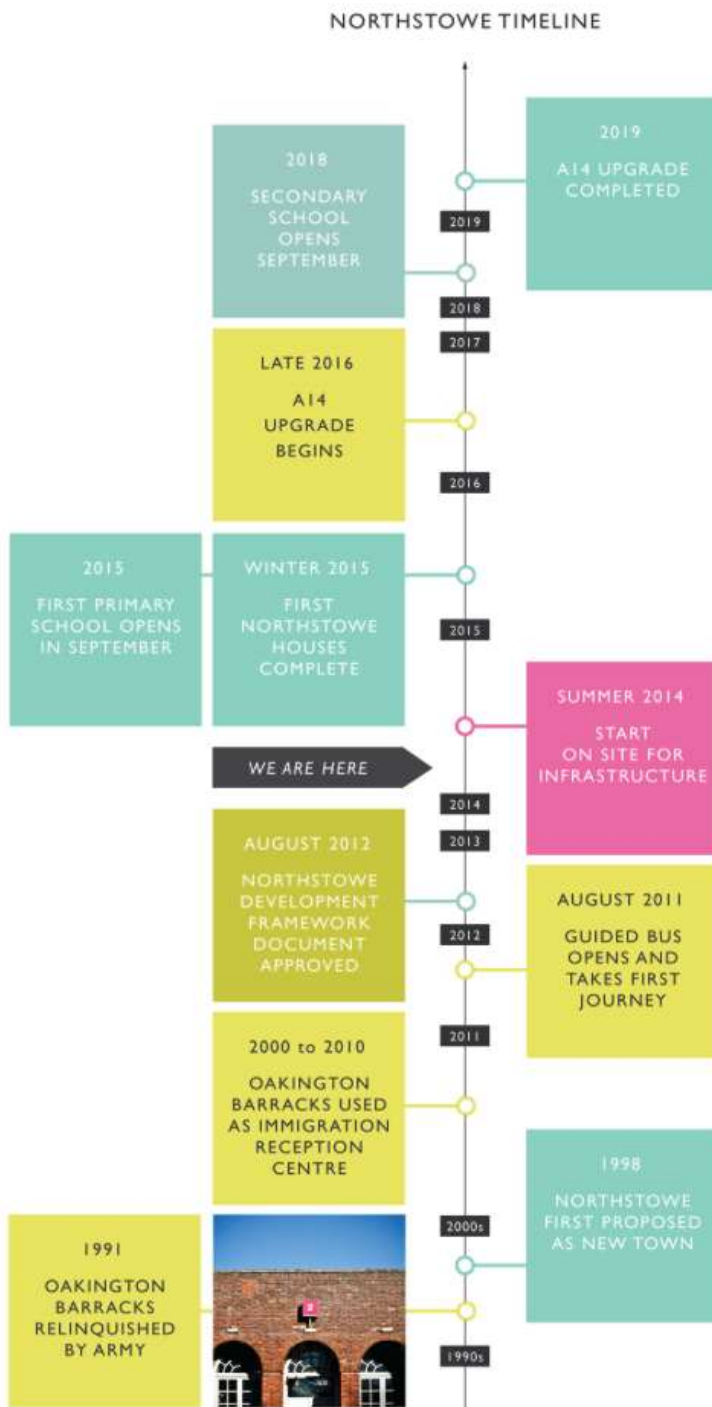 NORTHSTOWE TIMELINE
2019
A14 UPGRADE
COMPLETED
2018
SECONDARY
SCHOOL
OPENS
SEPTEMBER
2019
2018
2017
LATE 2016
A14
UPGRADE
BEGINS
2016
2015
FIRST PRIMARY
SCHOOL OPENS
IN SEPTEMBER
WINTER 2015
FIRST
NORTHSTOWE
HOUSES
COMPLETE
2015
SUMMER 2014
START
ON SITE FOR
INFRASTRUCTURE
WE ARE HERE
2014
2013
AUGUST 2012
NORTHSTOWE
DEVELOPMENT
FRAMEWORK
DOCUMENT
APPROVED
2012
AUGUST 2011
GUIDED BUS
OPENS AND
TAKES FIRST
JOURNEY
2011
2000 to 2010
OAKINGTON
BARRACKS USED
AS IMMIGRATION
RECEPTION
CENTRE
1998
NORTHSTOWE
FIRST PROPOSED
AS NEW TOWN
2000s
1991
OAKINGTON
BARRACKS
RELINQUISHED
BY ARMY
1990s